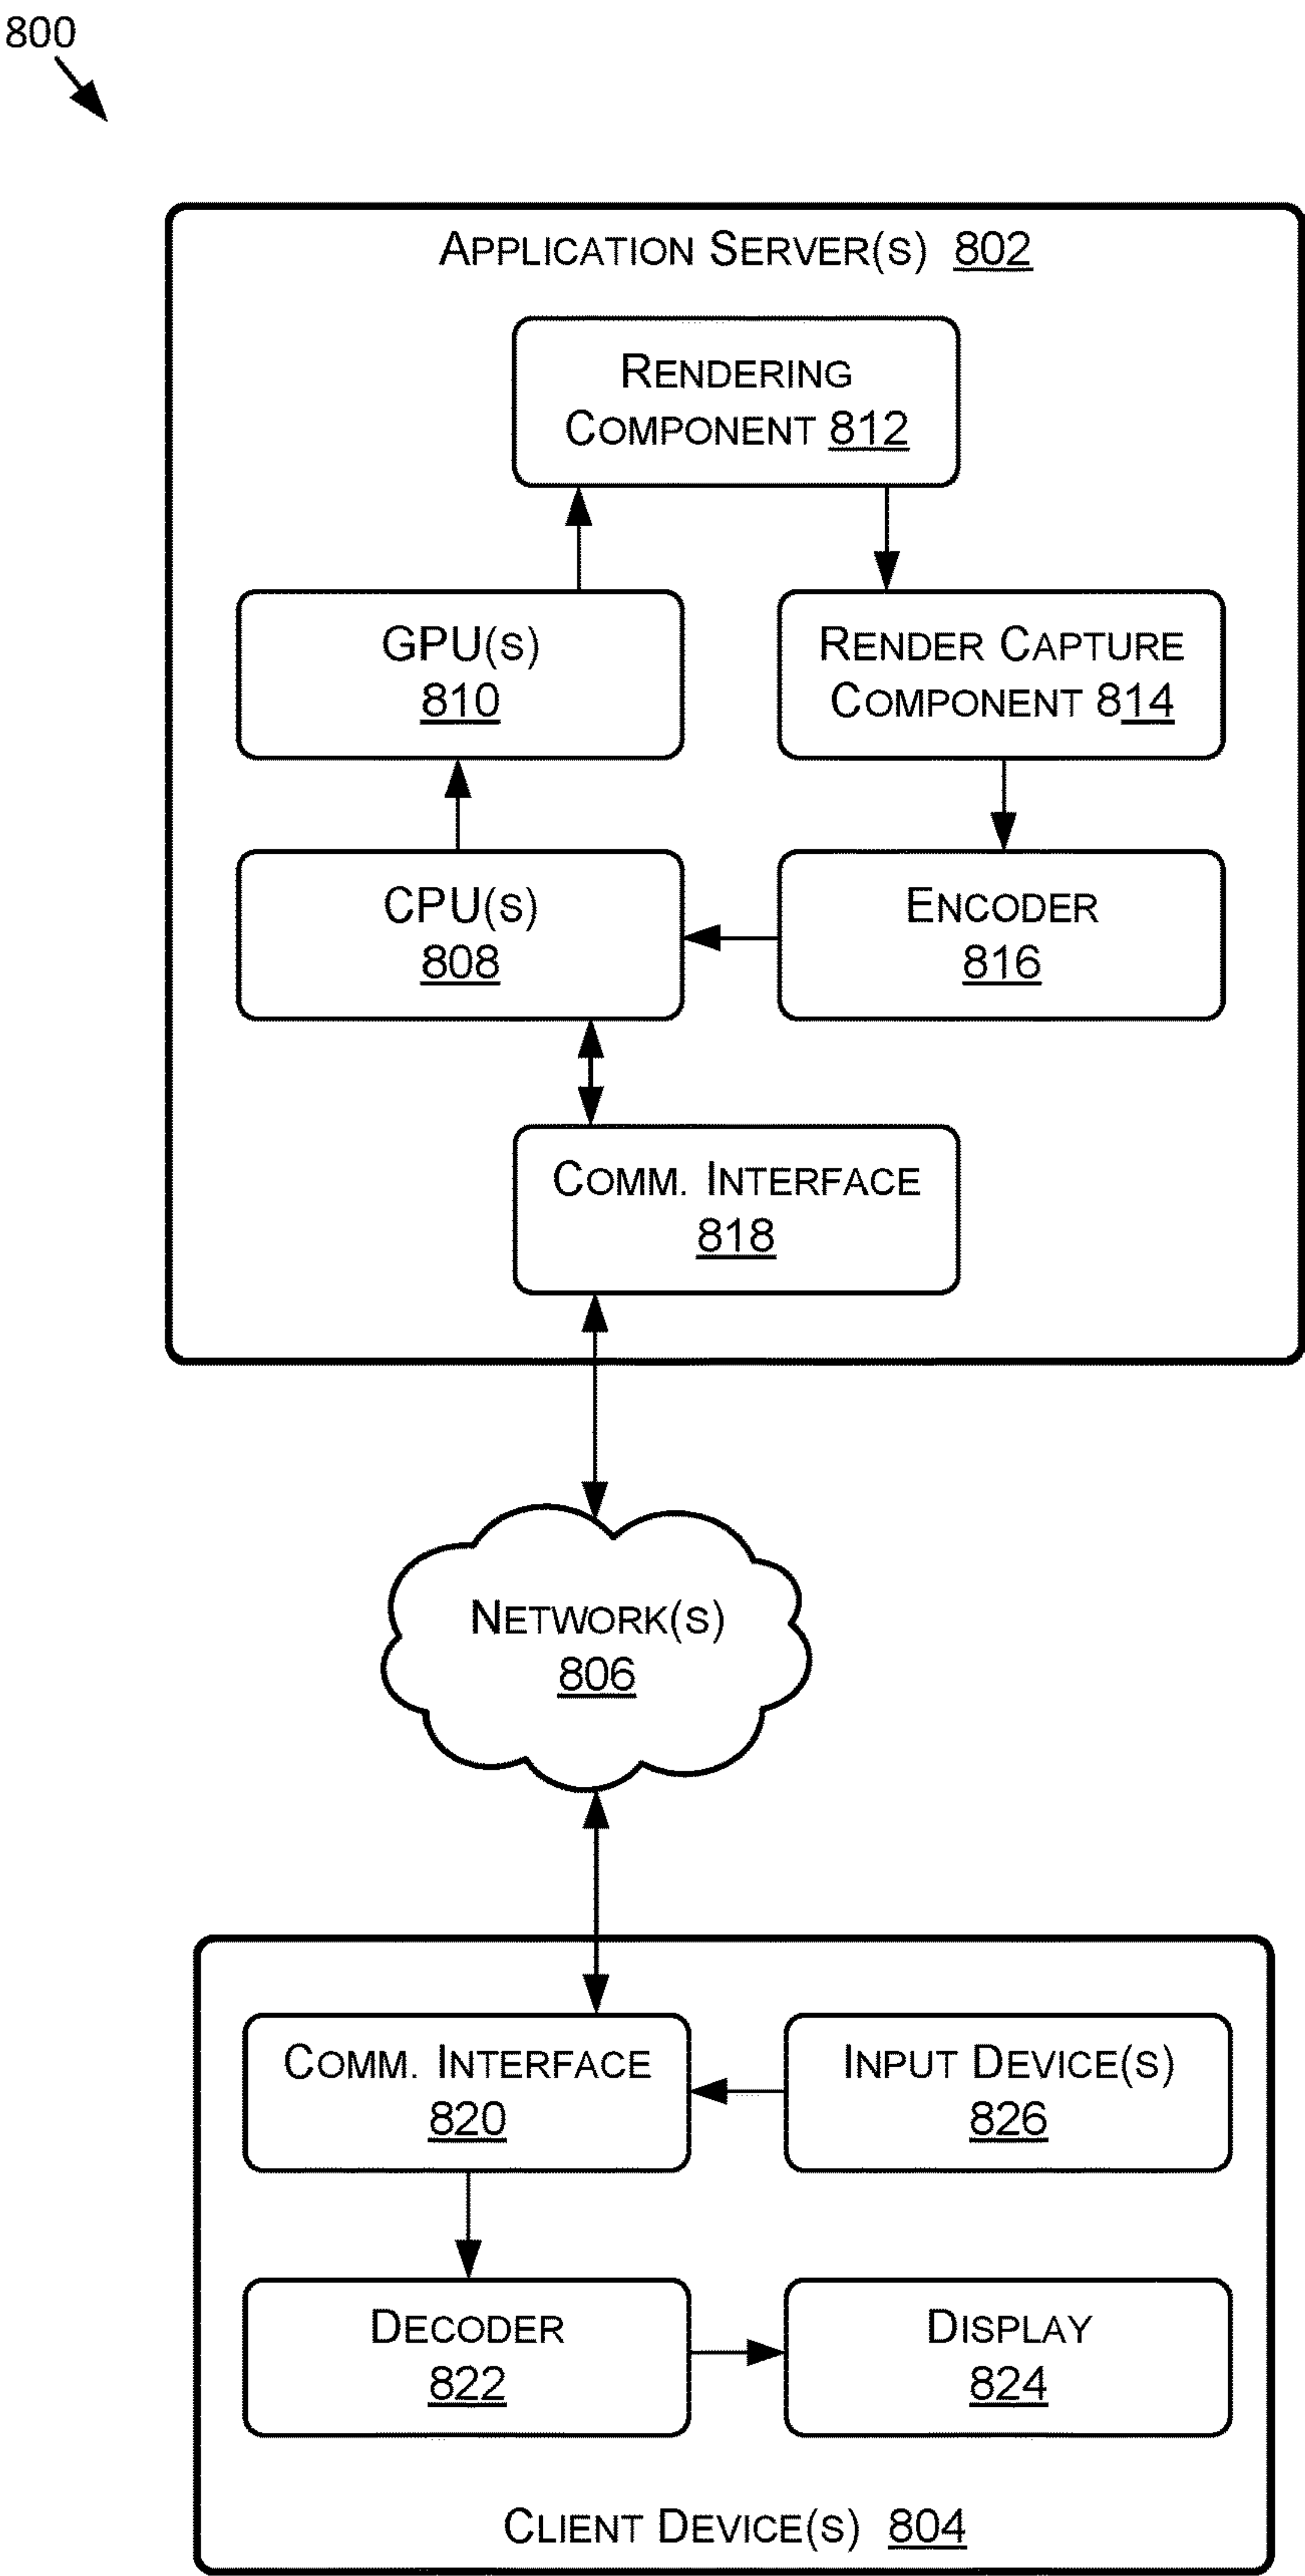 800
APPLICATION SERVER(S) 802
RENDERING
COMPONENT 812
GPU(S)
810
RENDER CAPTURE
COMPONENT 814
CPU(S)
808
ENCODER
816
COMM. INTERFACE
818
NETWORK(S)
806
COMM. INTERFACE
820
INPUT DEVICE(S)
826
DECODER
822
DISPLAY
824
CLIENT DEVICE(S) 804